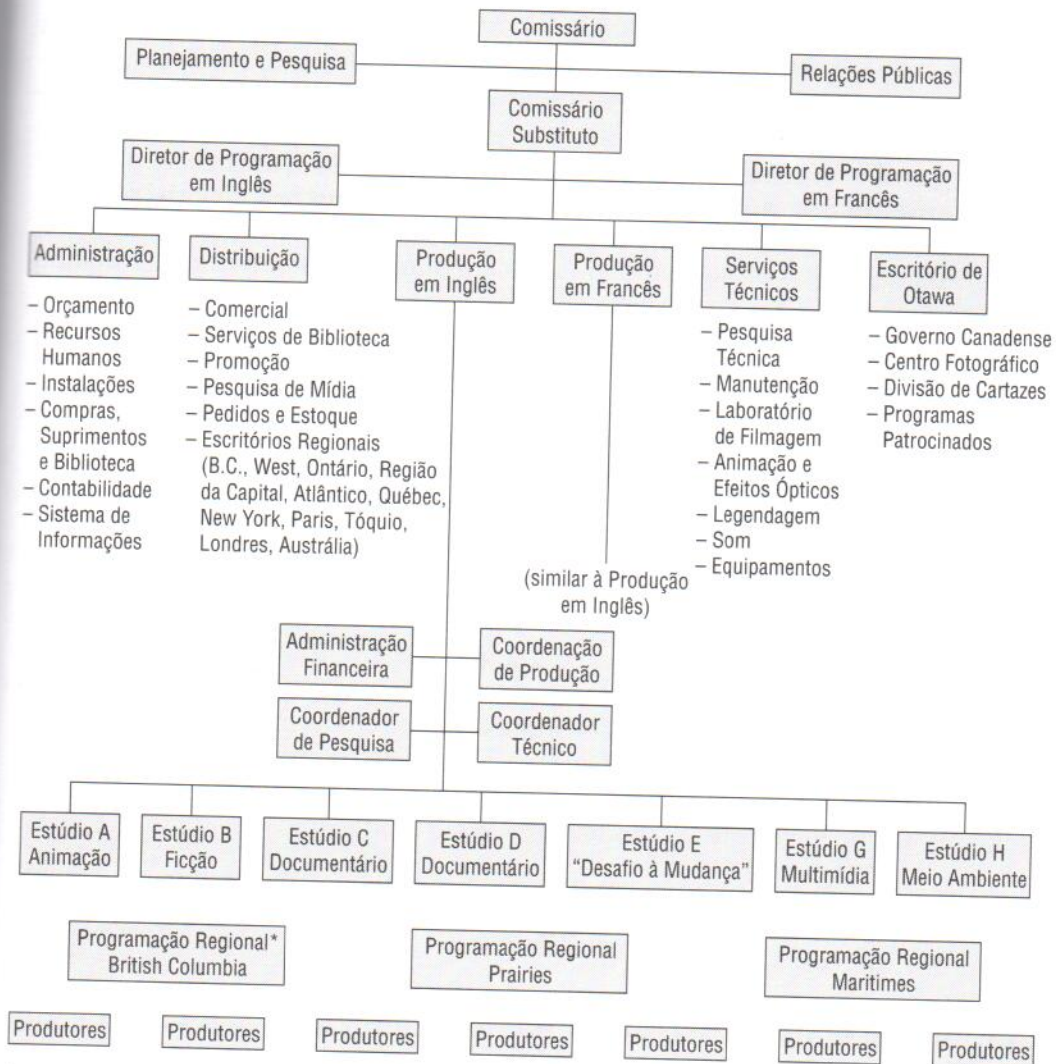 Comissário
Planejamento e Pesquisa
Relações Públicas
Comissário
Substituto
Diretor de Programação
em Inglês
Diretor de Programação
em Francês
Administração
– Orçamento
– Recursos
Humanos
– Instalações
– Compras,
Suprimentos
e Biblioteca
– Contabilidade
– Sistema de
Informações
Distribuição
– Comercial
– Serviços de Biblioteca
– Promoção
– Pesquisa de Mídia
– Pedidos e Estoque
– Escritórios Regionais
(B.C., West, Ontário, Região
da Capital, Atlântico, Québec,
New York, Paris, Tóquio,
Londres, Austrália)
Produção
em Inglês
Produção
em Francês
(similar à Produção
em Inglês)
Serviços
Técnicos
– Pesquisa
Técnica
– Manutenção
– Laboratório
de Filmagem
– Animação e
Efeitos Ópticos
– Legendagem
– Som
– Equipamentos
Escritório de
Otawa
– Governo Canadense
– Centro Fotográfico
– Divisão de Cartazes
– Programas
Patrocinados
Administração
Financeira
Coordenação
de Produção
Coordenador
de Pesquisa
Coordenador
Técnico
Estúdio A
Animação
Estúdio B
Ficção
Estúdio C
Documentário
Estúdio D
Documentário
Estúdio E
“Desafio à Mudança”
Estúdio G
Multimídia
Estúdio H
Meio Ambiente
Programação Regional*
British Columbia
Programação Regional
Prairies
Programação Regional
Maritimes
Produtores
Produtores
Produtores
Produtores
Produtores
Produtores
Produtores